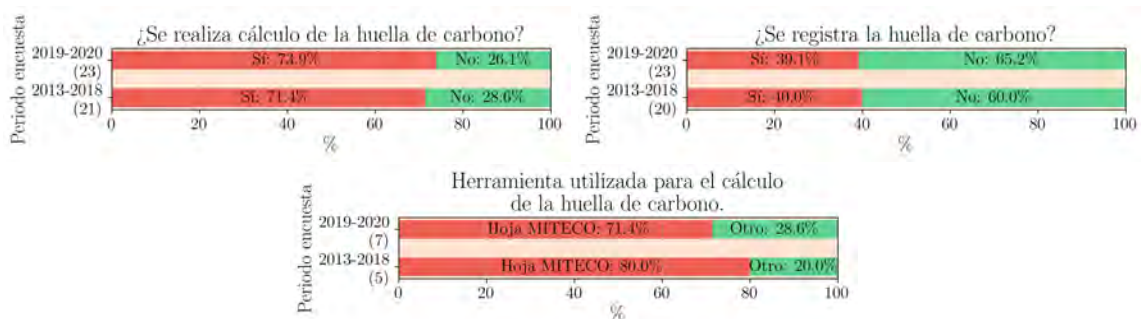 ¿Se realiza cálculo de la huella de carbono?
Periodo encuesta
2019-2020
(23)
Sí: 73.9% No: 26.1%
2013-2018
(21)
Sí: 71.4% No: 28.6%
0 20 40 60 80 100
%
¿Se registra la huella de carbono?
Periodo encuesta
2019-2020
(23)
Sí: 39.1% No: 65.2%
2013-2018
(20)
Sí: 40.0% No: 60.0%
0 20 40 60 80 100
%
Herramienta utilizada para el cálculo
de la huella de carbono.
Periodo encuesta
2019-2020
(7)
Hoja MITECO: 71.4% Otro: 28.6%
2013-2018
(5)
Hoja MITECO: 80.0% Otro: 20.0%
0 20 40 60 80 100
%